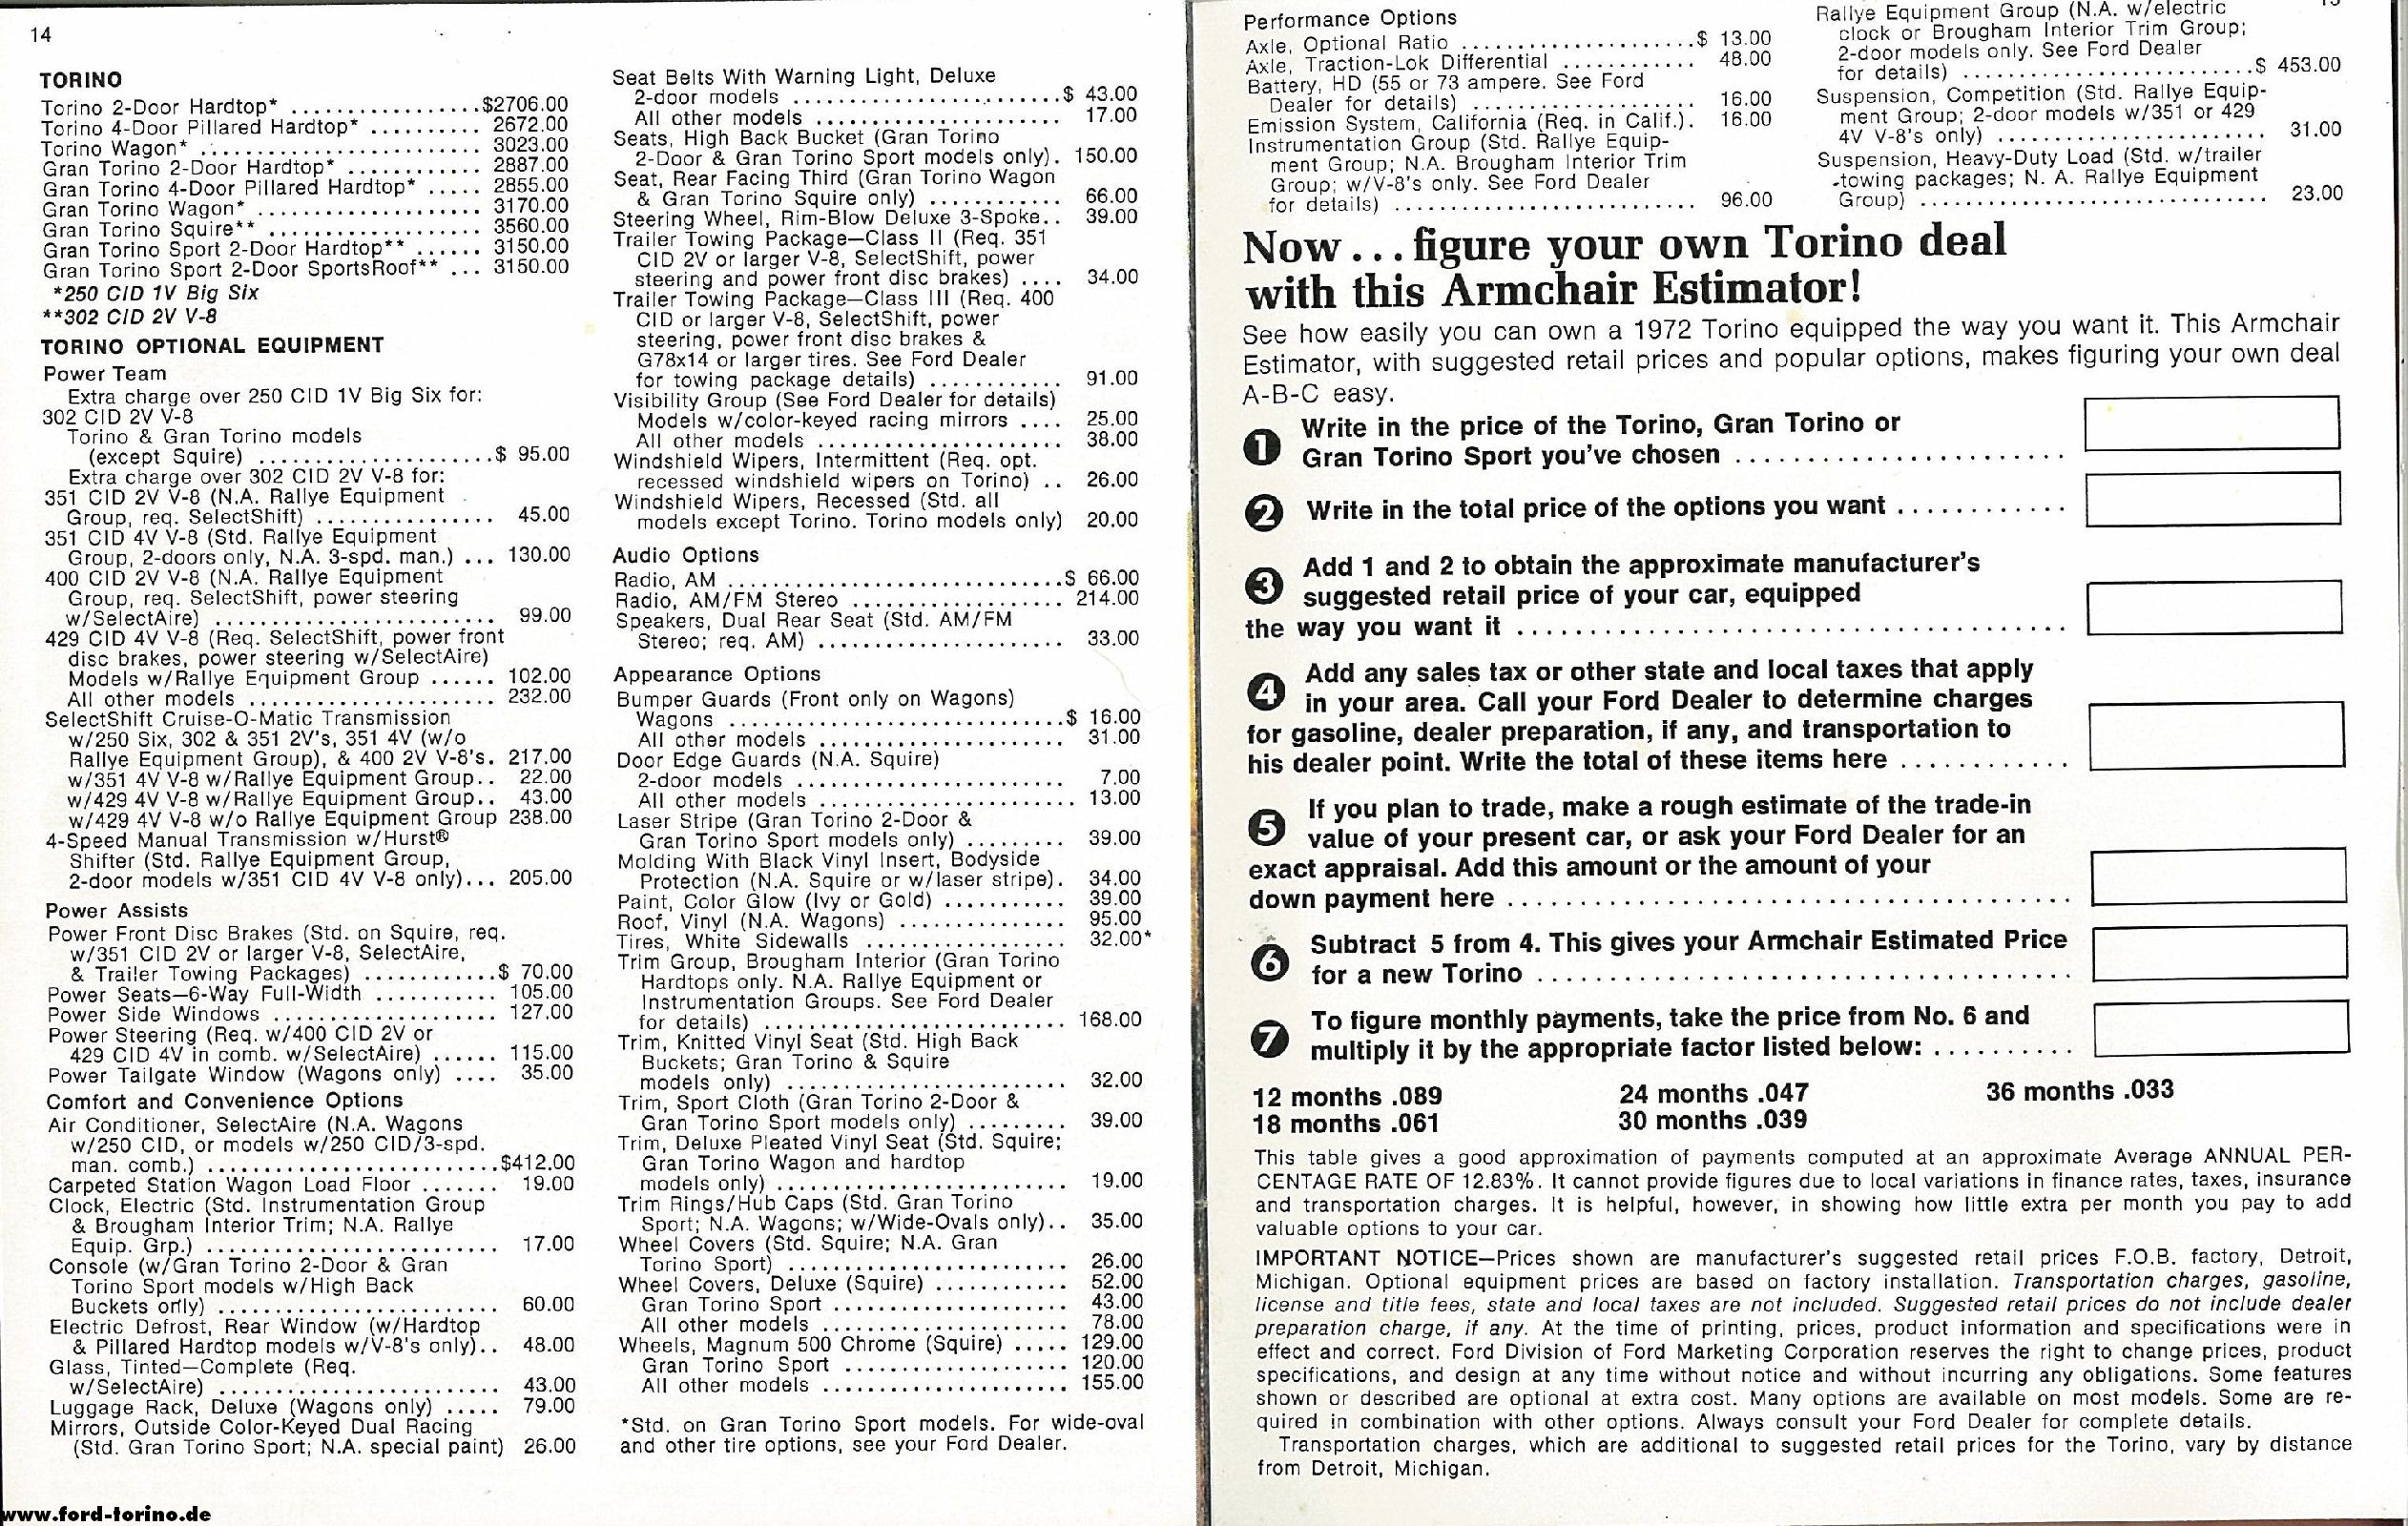 14
TORINO
Torino 2-Door Hardtop* .................$2706.00
Torino 4-Door Pillared Hardtop* .......... 2672.00
Torino Wagon* ......................... 3023.00
Gran Torino 2-Door Hardtop* ............ 2887.00
Gran Torino 4-Door Pillared Hardtop* ..... 2855.00
Gran Torino Wagon* .................... 3170.00
Gran Torino Squire** ................... 3560.00
Gran Torino Sport 2-Door Hardtop** ...... 3150.00
Gran Torino Sport 2-Door SportsRoof** ... 3150.00
*250 CID 1V Big Six
**302 CID 2V V-8
TORINO OPTIONAL EQUIPMENT
Power Team
Extra charge over 250 CID 1V Big Six for:
302 CID 2V V-8
Torino & Gran Torino models
(except Squire) .....................$ 95.00
Extra charge over 302 CID 2V V-8 for:
351 CID 2V V-8 (N.A. Rallye Equipment
Group, req. SelectShift) ................ 45.00
351 CID 4V V-8 (Std. Rallye Equipment
Group, 2-doors only, N.A. 3-spd. man.) ... 130.00
400 CID 2V V-8 (N.A. Rallye Equipment
Group, req. SelectShift, power steering
w/SelectAire) ......................... 99.00
429 CID 4V V-8 (Req. SelectShift, power front
disc brakes, power steering w/SelectAire)
Models w/Rallye Equipment Group ...... 102.00
All other models ...................... 232.00
SelectShift Cruise-O-Matic Transmission
w/250 Six, 302 & 351 2V's, 351 4V (w/o
Rallye Equipment Group), & 400 2V V-8's. 217.00
w/351 4V V-8 w/Rallye Equipment Group.. 22.00
w/429 4V V-8 w/Rallye Equipment Group.. 43.00
w/429 4V V-8 w/o Rallye Equipment Group 238.00
4-Speed Manual Transmission w/Hurst®
Shifter (Std. Rallye Equipment Group,
2-door models w/351 CID 4V V-8 only)... 205.00
Power Assists
Power Front Disc Brakes (Std. on Squire, req.
w/351 CID 2V or larger V-8, SelectAire,
& Trailer Towing Packages) ............$ 70.00
Power Seats—6-Way Full-Width ........... 105.00
Power Side Windows .................... 127.00
Power Steering (Req. w/400 CID 2V or
429 CID 4V in comb. w/SelectAire) ...... 115.00
Power Tailgate Window (Wagons only) .... 35.00
Comfort and Convenience Options
Air Conditioner, SelectAire (N.A. Wagons
w/250 CID, or models w/250 CID/3-spd.
man. comb.) ..........................$412.00
Carpeted Station Wagon Load Floor ....... 19.00
Clock, Electric (Std. Instrumentation Group
& Brougham Interior Trim; N.A. Rallye
Equip. Grp.) .......................... 17.00
Console (w/Gran Torino 2-Door & Gran
Torino Sport models w/High Back
Buckets only) ......................... 60.00
Electric Defrost, Rear Window (w/Hardtop
& Pillared Hardtop models w/V-8's only).. 48.00
Glass, Tinted—Complete (Req.
w/SelectAire) ......................... 43.00
Luggage Rack, Deluxe (Wagons only) ..... 79.00
Mirrors, Outside Color-Keyed Dual Racing
(Std. Gran Torino Sport; N.A. special paint) 26.00
Seat Belts With Warning Light, Deluxe
2-door models ........................$ 43.00
All other models ...................... 17.00
Seats, High Back Bucket (Gran Torino
2-Door & Gran Torino Sport models only). 150.00
Seat, Rear Facing Third (Gran Torino Wagon
& Gran Torino Squire only) ............ 66.00
Steering Wheel, Rim-Blow Deluxe 3-Spoke.. 39.00
Trailer Towing Package—Class II (Req. 351
CID 2V or larger V-8, SelectShift, power
steering and power front disc brakes) .... 34.00
Trailer Towing Package—Class III (Req. 400
CID or larger V-8, SelectShift, power
steering, power front disc brakes &
G78x14 or larger tires. See Ford Dealer
for towing package details) ............ 91.00
Visibility Group (See Ford Dealer for details)
Models w/color-keyed racing mirrors .... 25.00
All other models ...................... 38.00
Windshield Wipers, Intermittent (Req. opt.
recessed windshield wipers on Torino) .. 26.00
Windshield Wipers, Recessed (Std. all
models except Torino. Torino models only) 20.00
Audio Options
Radio, AM ..............................$ 66.00
Radio, AM/FM Stereo ................... 214.00
Speakers, Dual Rear Seat (Std. AM/FM
Stereo; req. AM) ...................... 33.00
Appearance Options
Bumper Guards (Front only on Wagons)
Wagons ..............................$ 16.00
All other models ...................... 31.00
Door Edge Guards (N.A. Squire)
2-door models ........................ 7.00
All other models ....................... 13.00
Laser Stripe (Gran Torino 2-Door &
Gran Torino Sport models only) ......... 39.00
Molding With Black Vinyl Insert, Bodyside
Protection (N.A. Squire or w/laser stripe). 34.00
Paint, Color Glow (Ivy or Gold) ........... 39.00
Roof, Vinyl (N.A. Wagons) ............... 95.00
Tires, White Sidewalls .................. 32.00*
Trim Group, Brougham Interior (Gran Torino
Hardtops only. N.A. Rallye Equipment or
Instrumentation Groups. See Ford Dealer
for details) ........................... 168.00
Trim, Knitted Vinyl Seat (Std. High Back
Buckets; Gran Torino & Squire
models only) ......................... 32.00
Trim, Sport Cloth (Gran Torino 2-Door &
Gran Torino Sport models only) ......... 39.00
Trim, Deluxe Pleated Vinyl Seat (Std. Squire;
Gran Torino Wagon and hardtop
models only) .......................... 19.00
Trim Rings/Hub Caps (Std. Gran Torino
Sport; N.A. Wagons; w/Wide-Ovals only).. 35.00
Wheel Covers (Std. Squire; N.A. Gran
Torino Sport) ......................... 26.00
Wheel Covers, Deluxe (Squire) ............ 52.00
Gran Torino Sport ..................... 43.00
All other models ...................... 78.00
Wheels, Magnum 500 Chrome (Squire) ..... 129.00
Gran Torino Sport .................... 120.00
All other models ...................... 155.00
*Std. on Gran Torino Sport models. For wide-oval
and other tire options, see your Ford Dealer.
Performance Options
Axle, Optional Ratio .....................$ 13.00
Axle, Traction-Lok Differential ............ 48.00
Battery, HD (55 or 73 ampere. See Ford
Dealer for details) .................... 16.00
Emission System, California (Req. in Calif.). 16.00
Instrumentation Group (Std. Rallye Equip-
ment Group; N.A. Brougham Interior Trim
Group; w/V-8's only. See Ford Dealer
for details) ........................... 96.00
Rallye Equipment Group (N.A. w/electric
clock or Brougham Interior Trim Group;
2-door models only. See Ford Dealer
for details) ..........................$ 453.00
Suspension, Competition (Std. Rallye Equip-
ment Group; 2-door models w/351 or 429
4V V-8's only) ........................ 31.00
Suspension, Heavy-Duty Load (Std. w/trailer
-towing packages; N. A. Rallye Equipment
Group) ............................... 23.00
Now...figure your own Torino deal
with this Armchair Estimator!
See how easily you can own a 1972 Torino equipped the way you want it. This Armchair
Estimator, with suggested retail prices and popular options, makes figuring your own deal
A-B-C easy.
1 Write in the price of the Torino, Gran Torino or
Gran Torino Sport you've chosen .......................
2 Write in the total price of the options you want ............
3 Add 1 and 2 to obtain the approximate manufacturer's
suggested retail price of your car, equipped
the way you want it ......................................
4 Add any sales tax or other state and local taxes that apply
in your area. Call your Ford Dealer to determine charges
for gasoline, dealer preparation, if any, and transportation to
his dealer point. Write the total of these items here ............
5 If you plan to trade, make a rough estimate of the trade-in
value of your present car, or ask your Ford Dealer for an
exact appraisal. Add this amount or the amount of your
down payment here .......................................
6 Subtract 5 from 4. This gives your Armchair Estimated Price
for a new Torino .....................................
7 To figure monthly payments, take the price from No. 6 and
multiply it by the appropriate factor listed below: ..........
12 months .089 24 months .047 36 months .033
18 months .061 30 months .039
This table gives a good approximation of payments computed at an approximate Average ANNUAL PER-
CENTAGE RATE OF 12.83%. It cannot provide figures due to local variations in finance rates, taxes, insurance
and transportation charges. It is helpful, however, in showing how little extra per month you pay to add
valuable options to your car.
IMPORTANT NOTICE—Prices shown are manufacturer's suggested retail prices F.O.B. factory, Detroit,
Michigan. Optional equipment prices are based on factory installation. Transportation charges, gasoline,
license and title fees, state and local taxes are not included. Suggested retail prices do not include dealer
preparation charge, if any. At the time of printing, prices, product information and specifications were in
effect and correct. Ford Division of Ford Marketing Corporation reserves the right to change prices, product
specifications, and design at any time without notice and without incurring any obligations. Some features
shown or described are optional at extra cost. Many options are available on most models. Some are re-
quired in combination with other options. Always consult your Ford Dealer for complete details.
Transportation charges, which are additional to suggested retail prices for the Torino, vary by distance
from Detroit, Michigan.
www.ford-torino.de